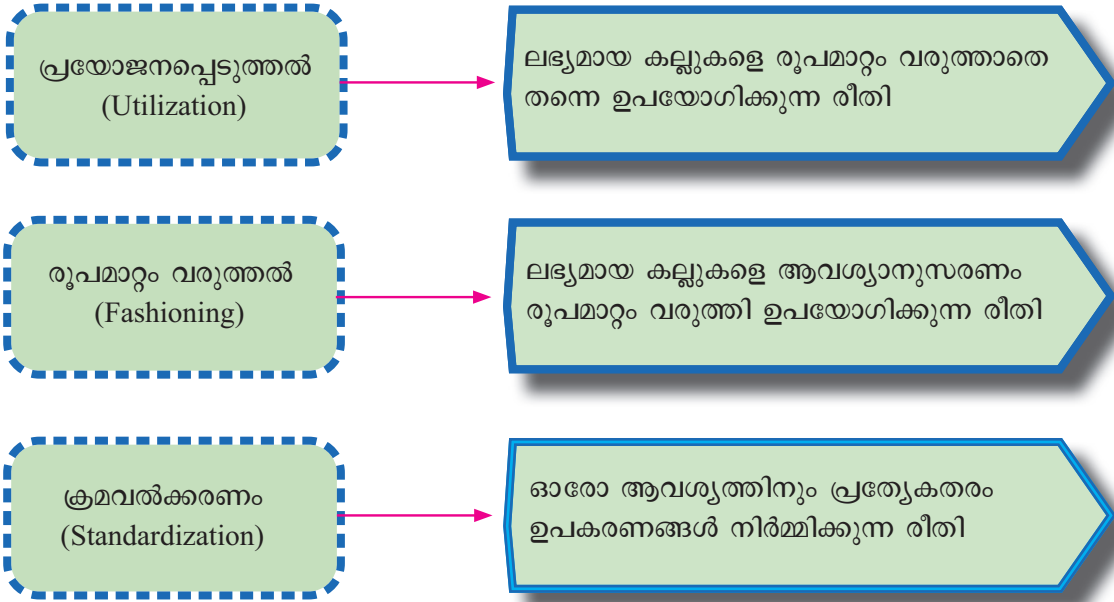 പ്രയോജനപ്പെടുത്തൽ
(Utilization)
ലഭ്യമായ കല്ലുകളെ രൂപമാറ്റം വരുത്താതെ
തന്നെ ഉപയോഗിക്കുന്ന രീതി
രൂപമാറ്റം വരുത്തൽ
(Fashioning)
ലഭ്യമായ കല്ലുകളെ ആവശ്യാനുസരണം
രൂപമാറ്റം വരുത്തി ഉപയോഗിക്കുന്ന രീതി
ക്രമവൽക്കരണം
(Standardization)
ഓരോ ആവശ്യത്തിനും പ്രത്യേകതരം
ഉപകരണങ്ങൾ നിർമ്മിക്കുന്ന രീതി